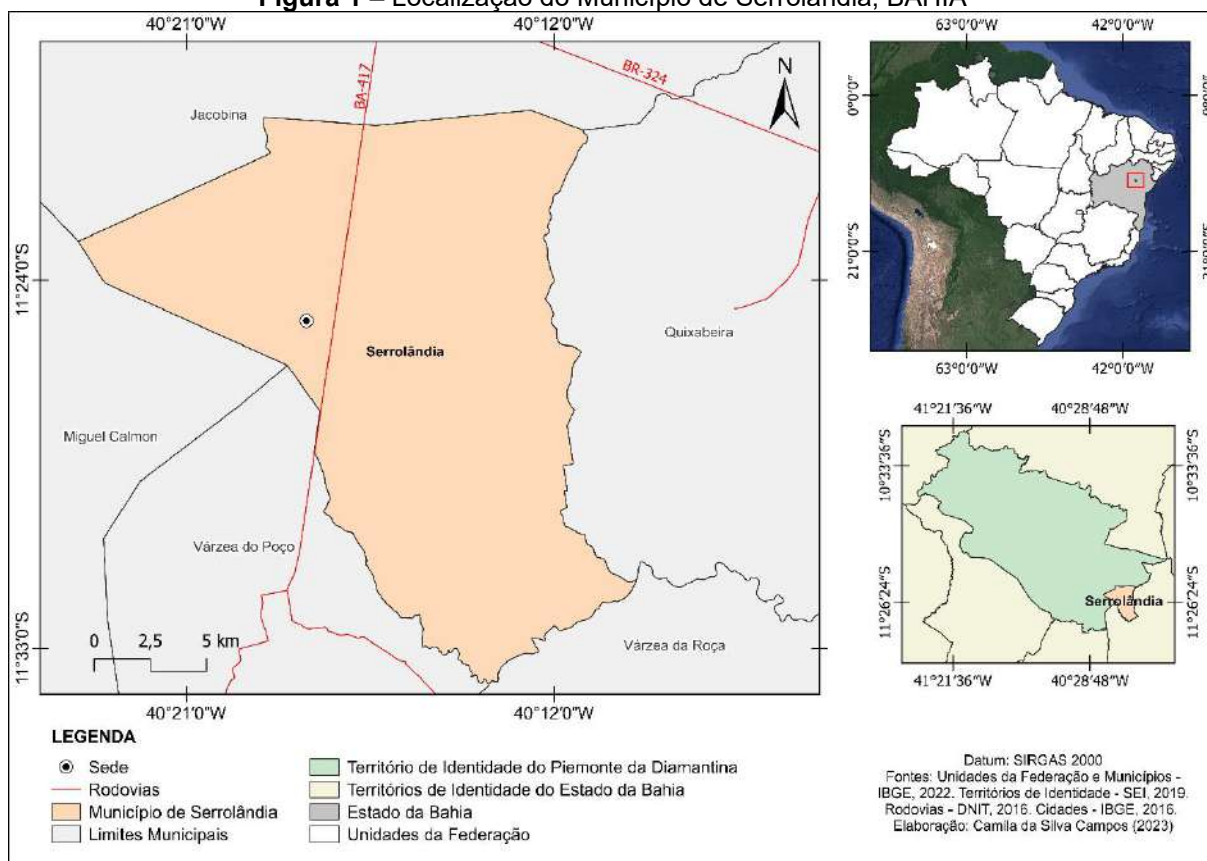 Figura 1 – Localização do Município de Serrolândia, BAHIA
40°21'0"W 40°12'0"W
BR-324
BA-417
N
Jacobina
11°24'0"S
Quixabeira
Serrolândia
Miguel Calmon
Várzea do Poço
0 2,5 5 km
Várzea da Roça
11°33'0"S
40°21'0"W 40°12'0"W
63°0'0"W 42°0'0"W
0°0'0" 0°0'0"
21°0'0"S 21°0'0"S
63°0'0"W 42°0'0"W
41°21'36"W 40°28'48"W
10°33'36"S 10°33'36"S
Serrolândia
11°26'24"S 11°26'24"S
41°21'36"W 40°28'48"W
LEGENDA
Sede
Rodovias
Município de Serrolândia
Limites Municipais
Território de Identidade do Piemonte da Diamantina
Territórios de Identidade do Estado da Bahia
Estado da Bahia
Unidades da Federação
Datum: SIRGAS 2000
Fontes: Unidades da Federação e Municípios -
IBGE, 2022. Territórios de Identidade - SEI, 2019.
Rodovias - DNIT, 2016. Cidades - IBGE, 2016.
Elaboração: Camila da Silva Campos (2023)